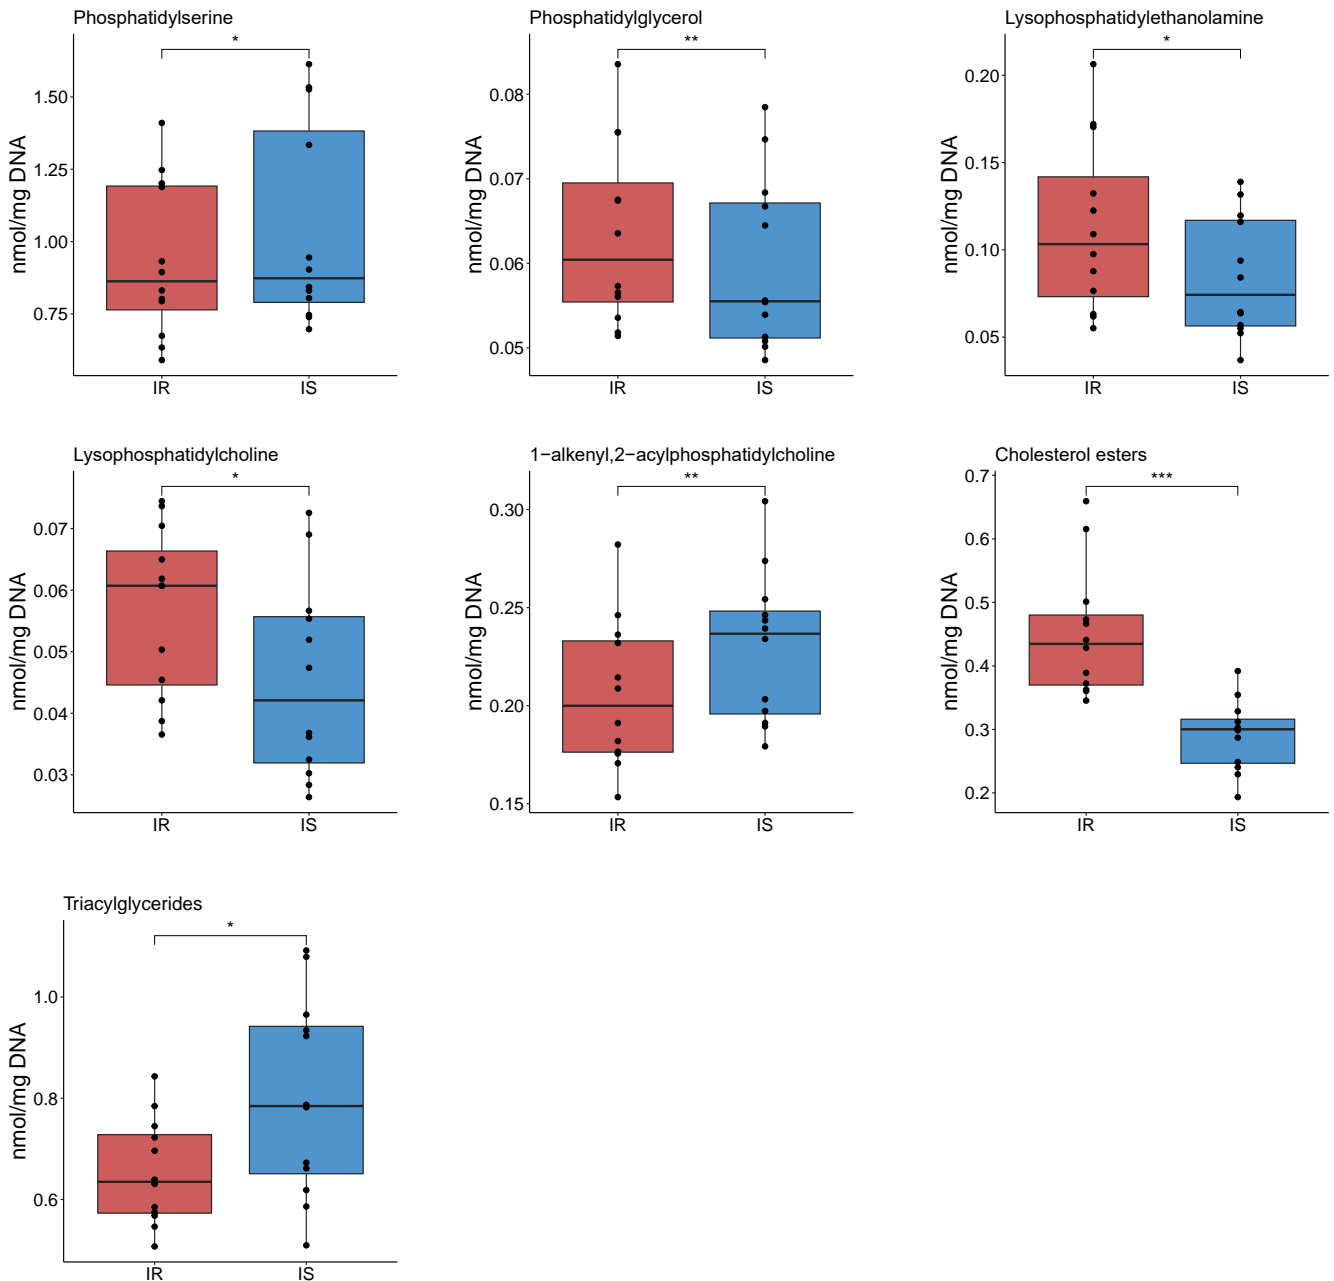 Phosphatidylserine
*
nmol/mg DNA
1.50
1.25
1.00
0.75
IR
IS
Phosphatidylglycerol
**
nmol/mg DNA
0.08
0.07
0.06
0.05
IR
IS
Lysophosphatidylethanolamine
*
nmol/mg DNA
0.20
0.15
0.10
0.05
IR
IS
Lysophosphatidylcholine
*
nmol/mg DNA
0.07
0.06
0.05
0.04
0.03
IR
IS
1−alkenyl,2−acylphosphatidylcholine
**
nmol/mg DNA
0.30
0.25
0.20
0.15
IR
IS
Cholesterol esters
***
nmol/mg DNA
0.7
0.6
0.5
0.4
0.3
0.2
IR
IS
Triacylglycerides
*
nmol/mg DNA
1.0
0.8
0.6
IR
IS